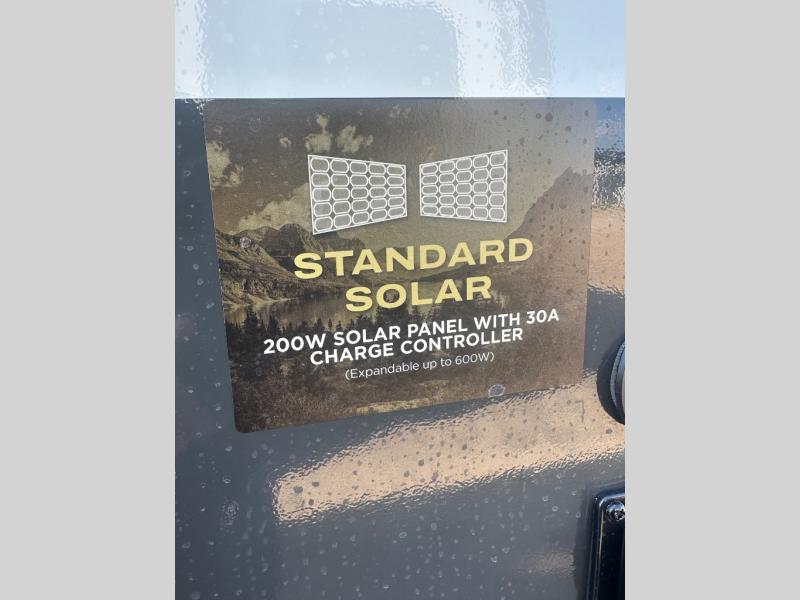 STANDARD
SOLAR
200W SOLAR PANEL WITH 30A
CHARGE CONTROLLER
(Expandable up to 600W)